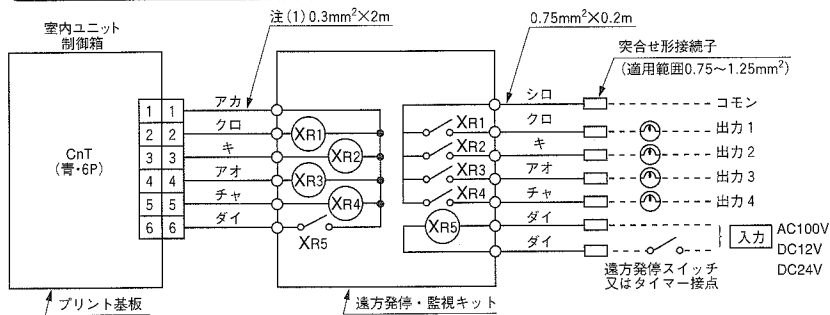 注(1) 0.3mm²×2m
0.75mm²×0.2m
室内ユニット
制御箱
突合せ形接続子
(適用範囲0.75～1.25mm²)
CnT
(青・6P)
1 1 アカ
2 2 クロ XR1
3 3 キ XR2
4 4 アオ XR3
5 5 チャ XR4
6 6 ダイ XR5
シロ コモン
XR1 クロ 出力1
XR2 キ 出力2
XR3 アオ 出力3
XR4 チャ 出力4
XR5 ダイ
ダイ
入力
AC100V
DC12V
DC24V
遠方発停スイッチ
又はタイマー接点
プリント基板
遠方発停・監視キット